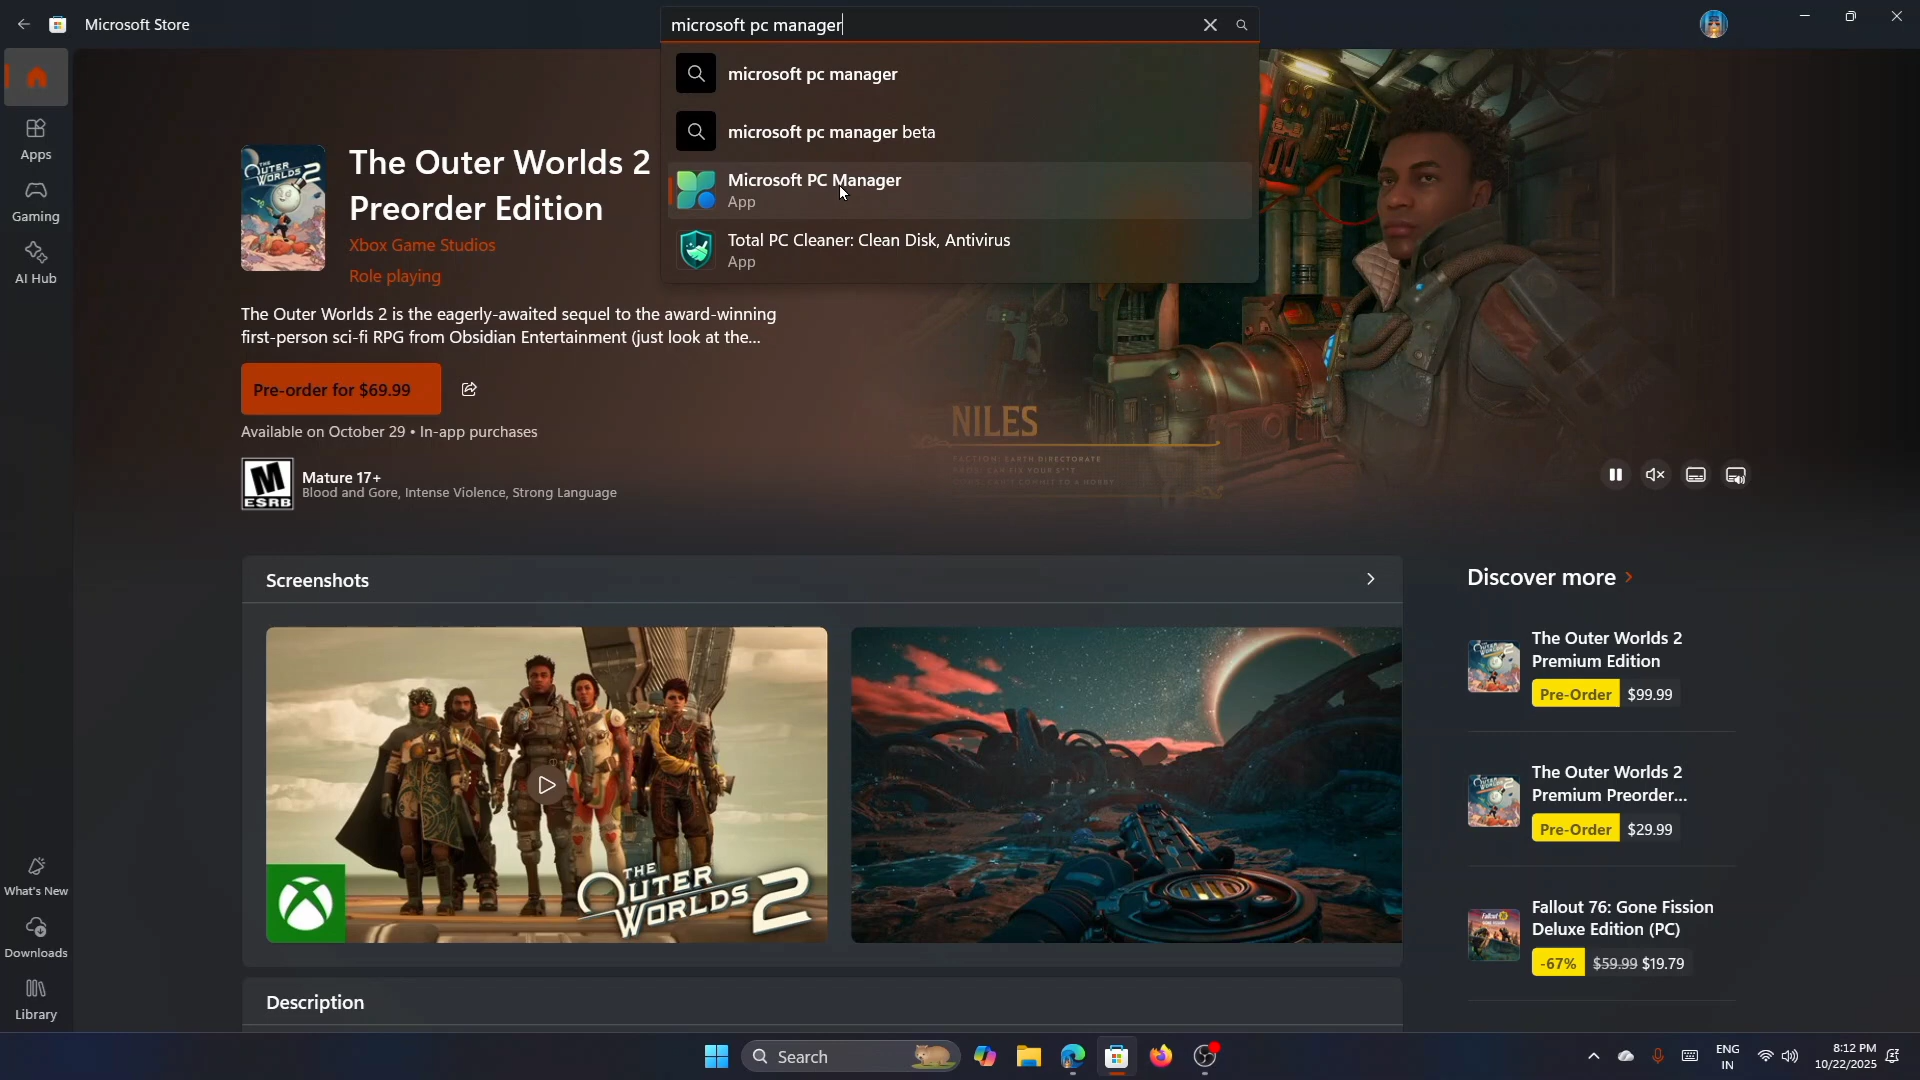 Microsoft Store
microsoft pc manager
microsoft pc manager
microsoft pc manager beta
Microsoft PC Manager
App
Total PC Cleaner: Clean Disk, Antivirus
App
Apps
Gaming
AI Hub
What's New
Downloads
Library
THE
OUTER
WORLDS
2
The Outer Worlds 2
Preorder Edition
Xbox Game Studios
Role playing
The Outer Worlds 2 is the eagerly-awaited sequel to the award-winning
first-person sci-fi RPG from Obsidian Entertainment (just look at the...
Pre-order for $69.99
Available on October 29 • In-app purchases
M
ESRB
Mature 17+
Blood and Gore, Intense Violence, Strong Language
NILES
FACTION: EARTH DIRECTORATE
Screenshots
THE
OUTER
WORLDS 2
Description
Discover more
The Outer Worlds 2
Premium Edition
Pre-Order $99.99
The Outer Worlds 2
Premium Preorder...
Pre-Order $29.99
Fallout 76: Gone Fission
Deluxe Edition (PC)
-67% $59.99 $19.79
Search
ENG
IN
8:12 PM
10/22/2025